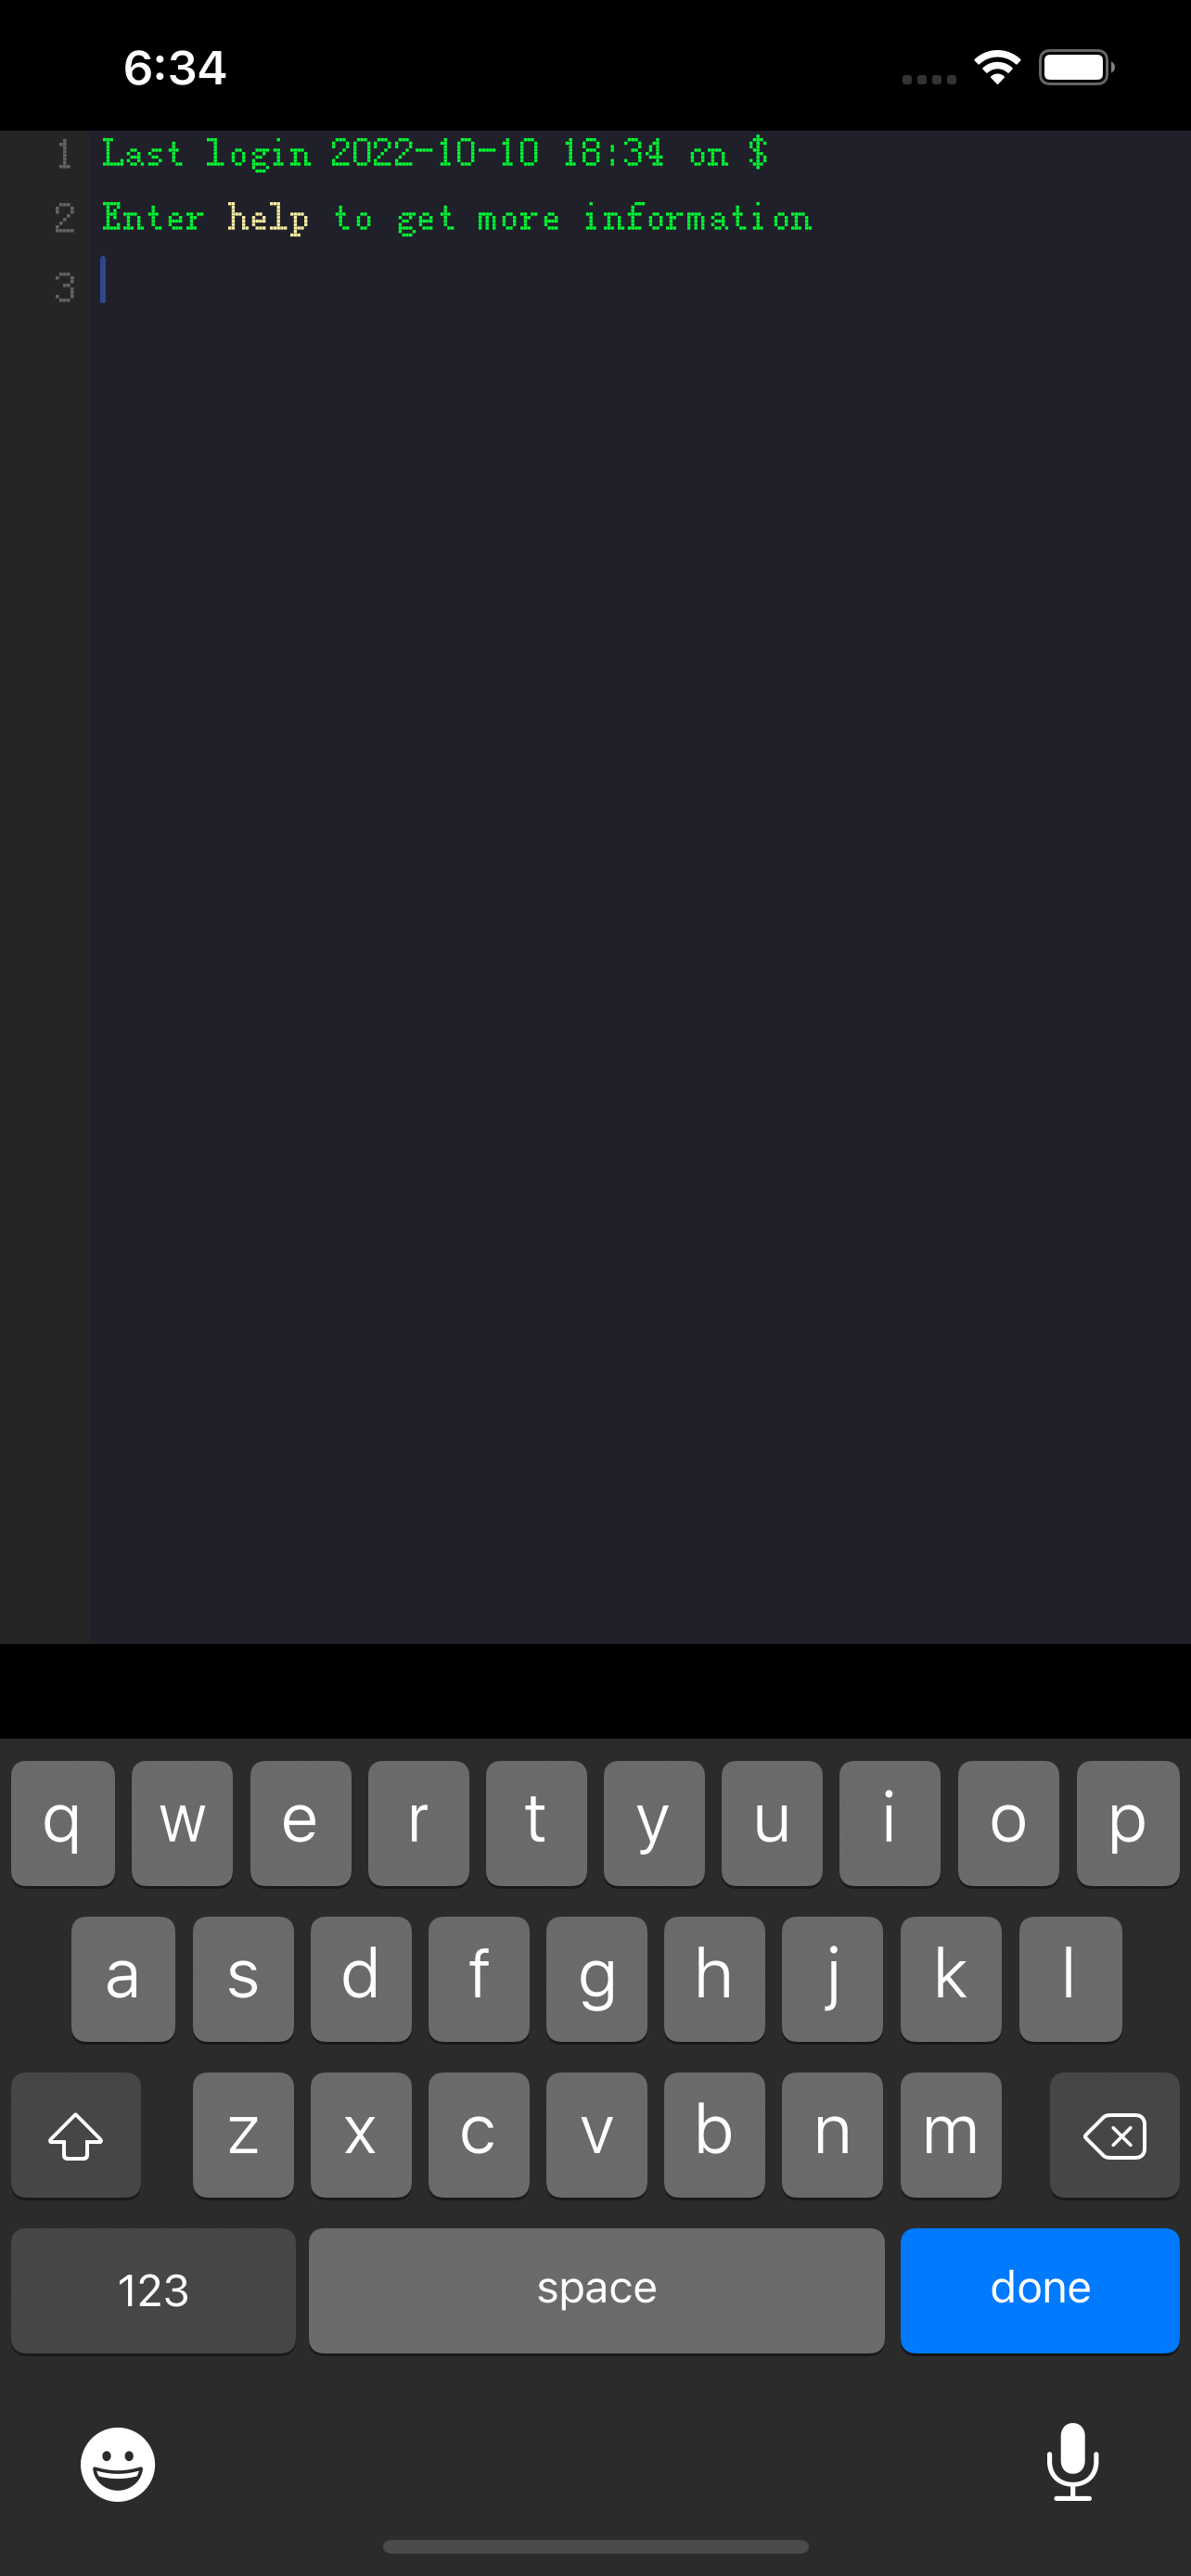 6:34
1 Last login 2022-10-10 18:34 on $
2 Enter help to get more information
3
q w e r t y u i o p
a s d f g h j k l
z x c v b n m
123 space done